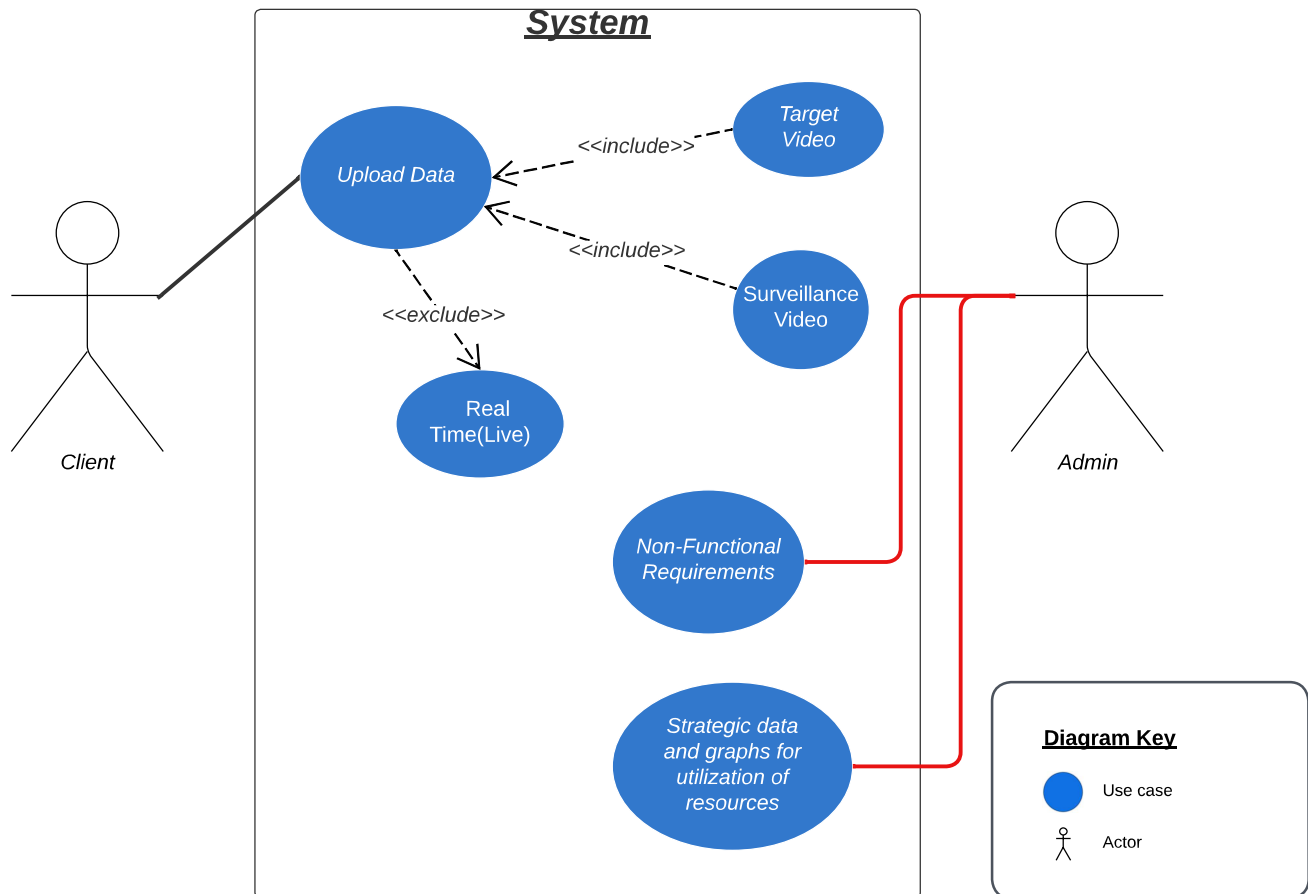 System
Target
Video
<<include>>
Upload Data
<<include>>
Surveillance
Video
<<exclude>>
Real
Time(Live)
Client
Admin
Non-Functional
Requirements
Strategic data
and graphs for
utilization of
resources
Diagram Key
Use case
Actor